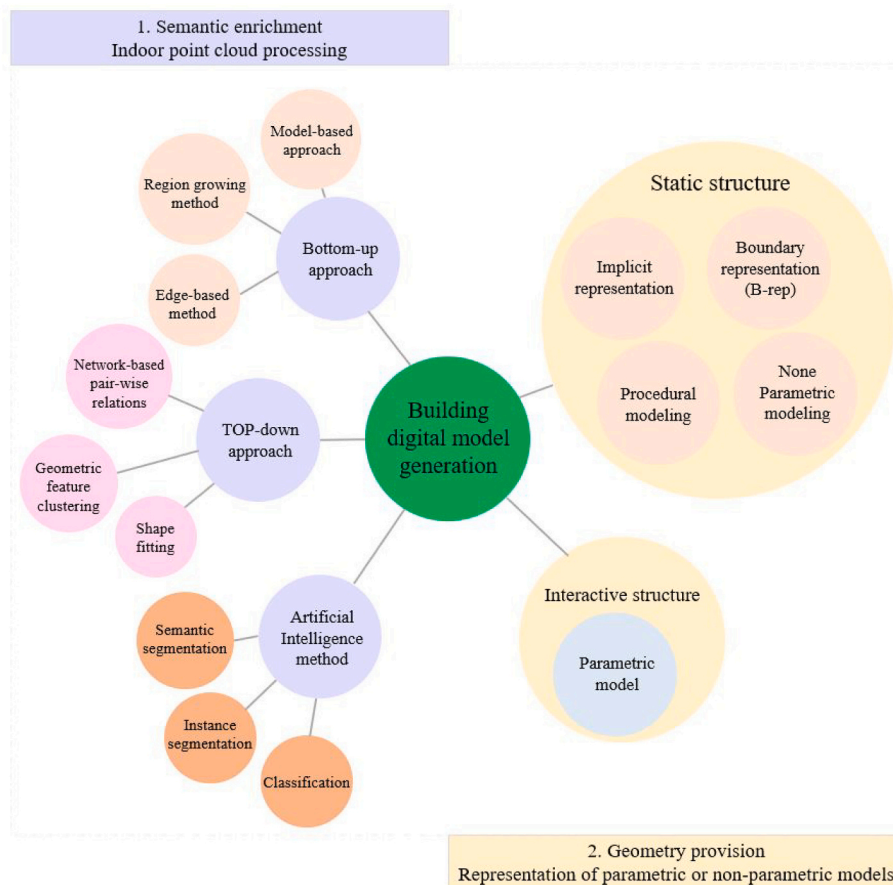 1. Semantic enrichment
Indoor point cloud processing
Model-based
approach
Region growing
method
Bottom-up
approach
Edge-based
method
Network-based
pair-wise
relations
TOP-down
approach
Geometric
feature
clustering
Shape
fitting
Building
digital model
generation
Semantic
segmentation
Artificial
Intelligence
method
Instance
segmentation
Classification
Static structure
Implicit
representation
Boundary
representation
(B-rep)
Procedural
modeling
None
Parametric
modeling
Interactive structure
Parametric
model
2. Geometry provision
Representation of parametric or non-parametric models